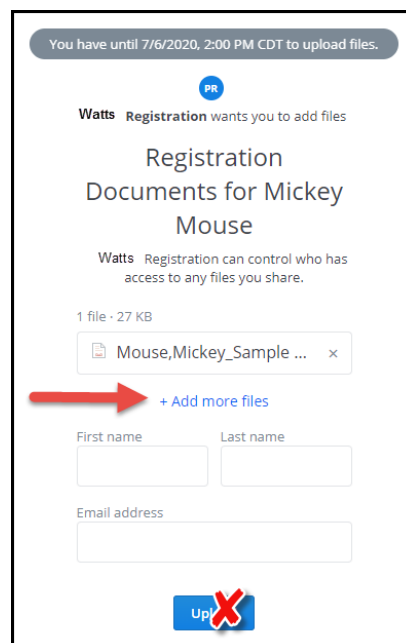 You have until 7/6/2020, 2:00 PM CDT to upload files.
PR
Watts Registration wants you to add files
Registration
Documents for Mickey
Mouse
Watts Registration can control who has
access to any files you share.
1 file · 27 KB
Mouse,Mickey_Sample ... ×
+ Add more files
First name Last name
Email address